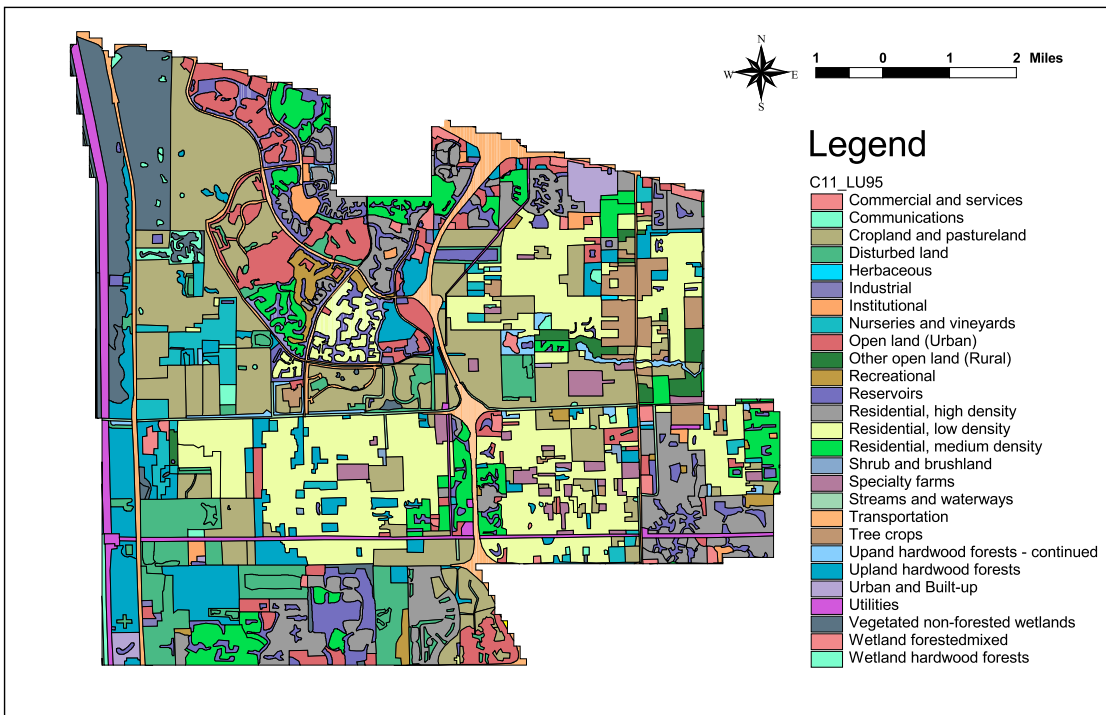 N
W E
S
1 0 1 2 Miles
Legend
C11_LU95
Commercial and services
Communications
Cropland and pastureland
Disturbed land
Herbaceous
Industrial
Institutional
Nurseries and vineyards
Open land (Urban)
Other open land (Rural)
Recreational
Reservoirs
Residential, high density
Residential, low density
Residential, medium density
Shrub and brushland
Specialty farms
Streams and waterways
Transportation
Tree crops
Upand hardwood forests - continued
Upland hardwood forests
Urban and Built-up
Utilities
Vegetated non-forested wetlands
Wetland forestedmixed
Wetland hardwood forests